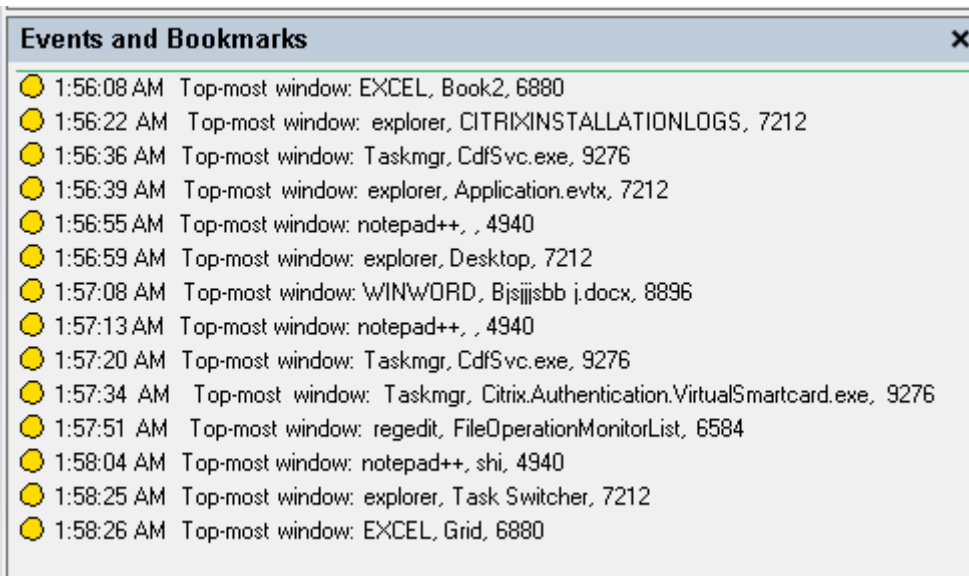 Events and Bookmarks
1:56:08 AM Top-most window: EXCEL, Book2, 6880
1:56:22 AM Top-most window: explorer, CITRIXINSTALLATIONLOGS, 7212
1:56:36 AM Top-most window: Taskmgr, CdfSvc.exe, 9276
1:56:39 AM Top-most window: explorer, Application.evtx, 7212
1:56:55 AM Top-most window: notepad++, , 4940
1:56:59 AM Top-most window: explorer, Desktop, 7212
1:57:08 AM Top-most window: WINWORD, Bjsjjjsbb j.docx, 8896
1:57:13 AM Top-most window: notepad++, , 4940
1:57:20 AM Top-most window: Taskmgr, CdfSvc.exe, 9276
1:57:34 AM Top-most window: Taskmgr, Citrix.Authentication.VirtualSmartcard.exe, 9276
1:57:51 AM Top-most window: regedit, FileOperationMonitorList, 6584
1:58:04 AM Top-most window: notepad++, shi, 4940
1:58:25 AM Top-most window: explorer, Task Switcher, 7212
1:58:26 AM Top-most window: EXCEL, Grid, 6880